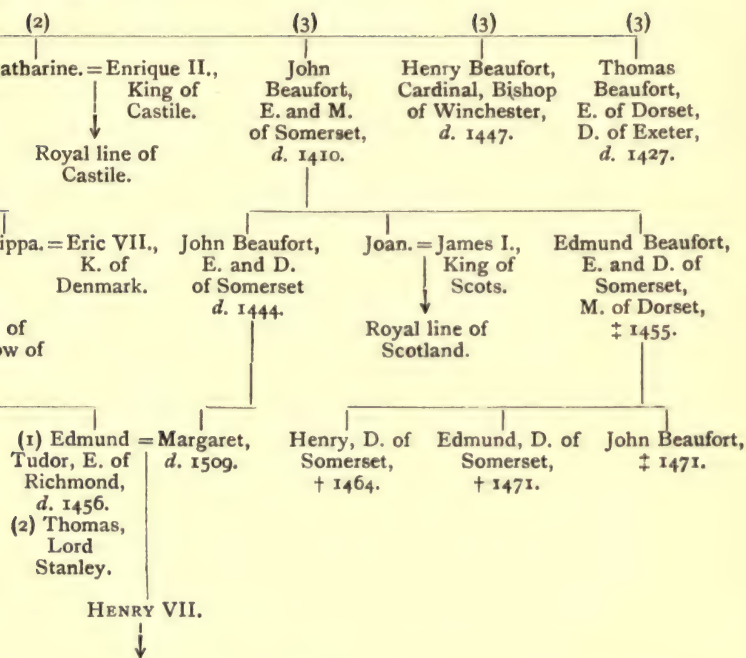 (2) (3) (3) (3)
atharine. = Enrique II., King of Castile.
Royal line of Castile.
John Beaufort, E. and M. of Somerset, d. 1410.
Henry Beaufort, Cardinal, Bishop of Winchester, d. 1447.
Thomas Beaufort, E. of Dorset, D. of Exeter, d. 1427.
ippa. = Eric VII., K. of Denmark.
John Beaufort, E. and D. of Somerset d. 1444.
Joan. = James I., King of Scots.
Royal line of Scotland.
Edmund Beaufort, E. and D. of Somerset, M. of Dorset, ‡ 1455.
of
ow of
(1) Edmund Tudor, E. of Richmond, d. 1456.
(2) Thomas, Lord Stanley.
= Margaret, d. 1509.
Henry, D. of Somerset, † 1464.
Edmund, D. of Somerset, † 1471.
John Beaufort, ‡ 1471.
HENRY VII.